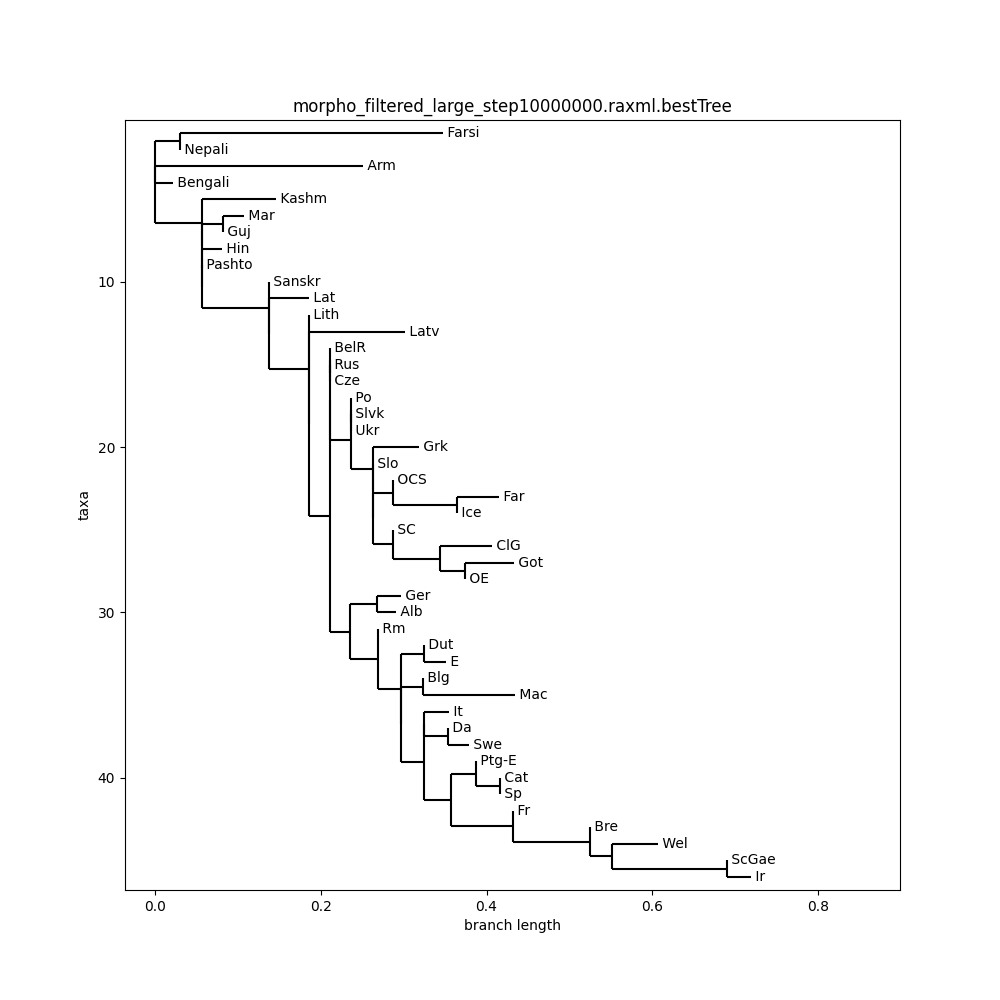 morpho_filtered_large_step10000000.raxml.bestTree
Farsi
Nepali
Arm
Bengali
Kashm
Mar
Guj
Hin
Pashto
10
Sanskr
Lat
Lith
Latv
BelR
Rus
Cze
Po
Slvk
Ukr
20
Grk
Slo
OCS
Far
Ice
SC
ClG
Got
OE
Ger
30
Alb
Rm
Dut
E
Blg
Mac
It
Da
Swe
Ptg-E
40
Cat
Sp
Fr
Bre
Wel
ScGae
Ir
taxa
0.0 0.2 0.4 0.6 0.8
branch length